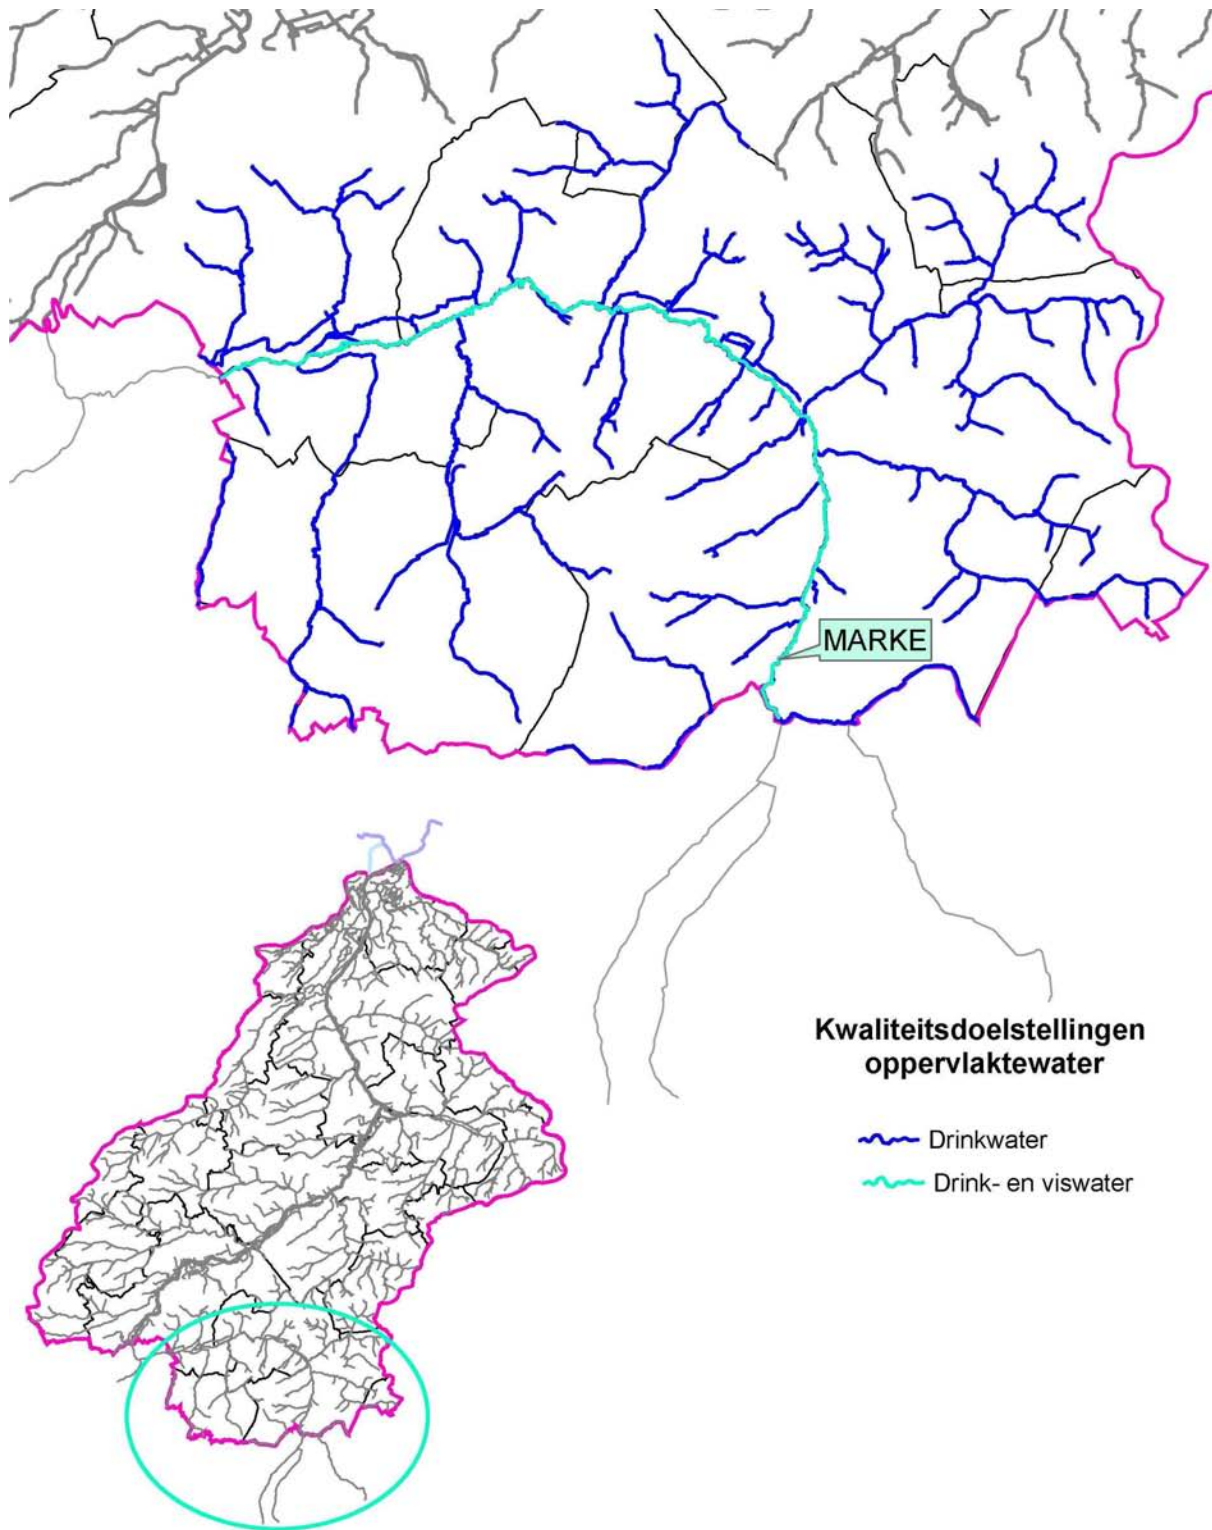 MARKE
Kwaliteitsdoelstellingen
oppervlaktewater
Drinkwater
Drink- en viswater